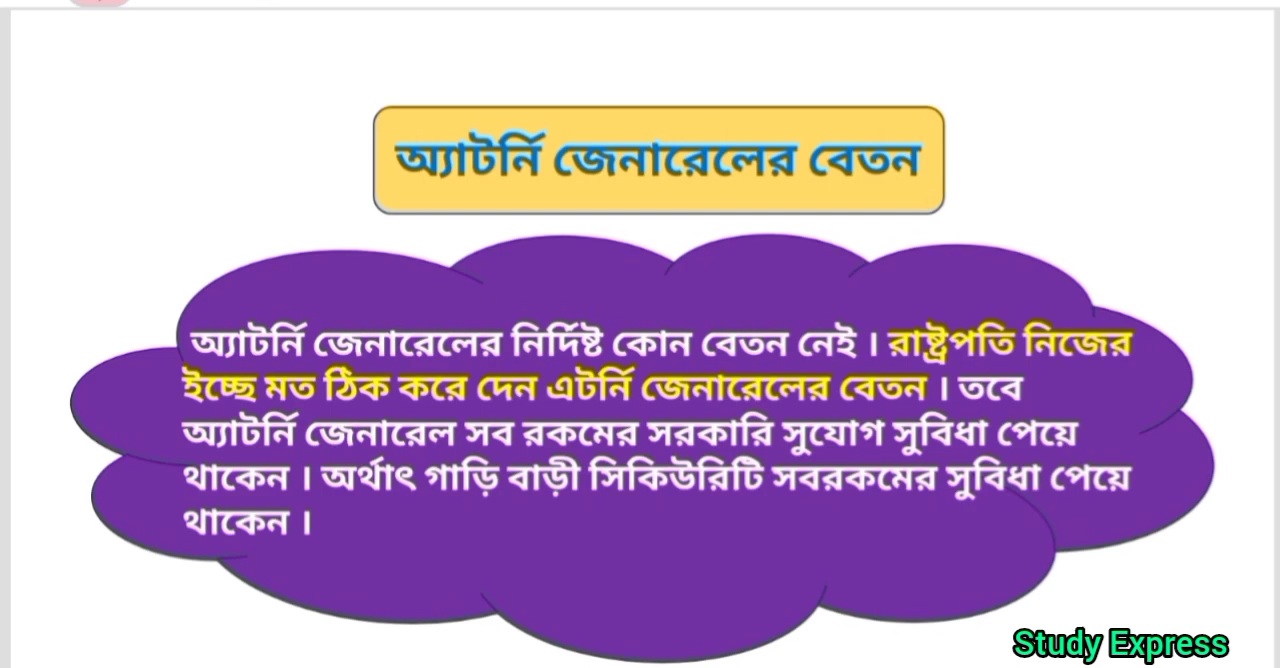 অ্যাটর্নি জেনারেলের বেতন
অ্যাটর্নি জেনারেলের নির্দিষ্ট কোন বেতন নেই । রাষ্ট্রপতি নিজের
ইচ্ছে মত ঠিক করে দেন এটর্নি জেনারেলের বেতন । তবে
অ্যাটর্নি জেনারেল সব রকমের সরকারি সুযোগ সুবিধা পেয়ে
থাকেন । অর্থাৎ গাড়ি বাড়ী সিকিউরিটি সবরকমের সুবিধা পেয়ে
থাকেন ।
Study Express